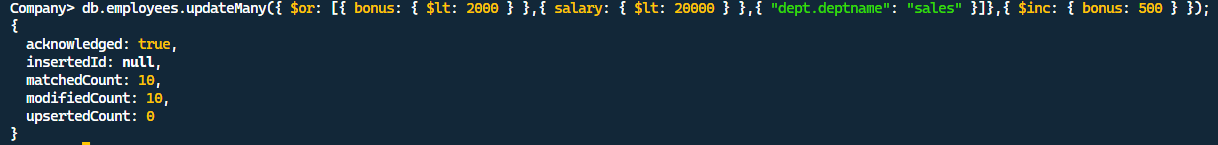 Company> db.employees.updateMany({ $or: [{ bonus: { $lt: 2000 } },{ salary: { $lt: 20000 } },{ "dept.deptname": "sales" }]},{ $inc: { bonus: 500 } });
{
  acknowledged: true,
  insertedId: null,
  matchedCount: 10,
  modifiedCount: 10,
  upsertedCount: 0
}